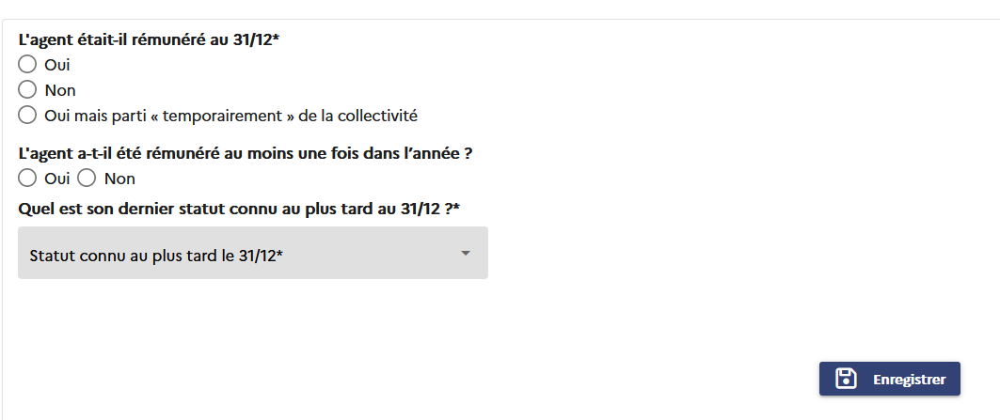 L'agent était-il rémunéré au 31/12*
Oui
Non
Oui mais parti « temporairement » de la collectivité
L'agent a-t-il été rémunéré au moins une fois dans l’année ?
Oui Non
Quel est son dernier statut connu au plus tard au 31/12 ?*
Statut connu au plus tard le 31/12*
Enregistrer